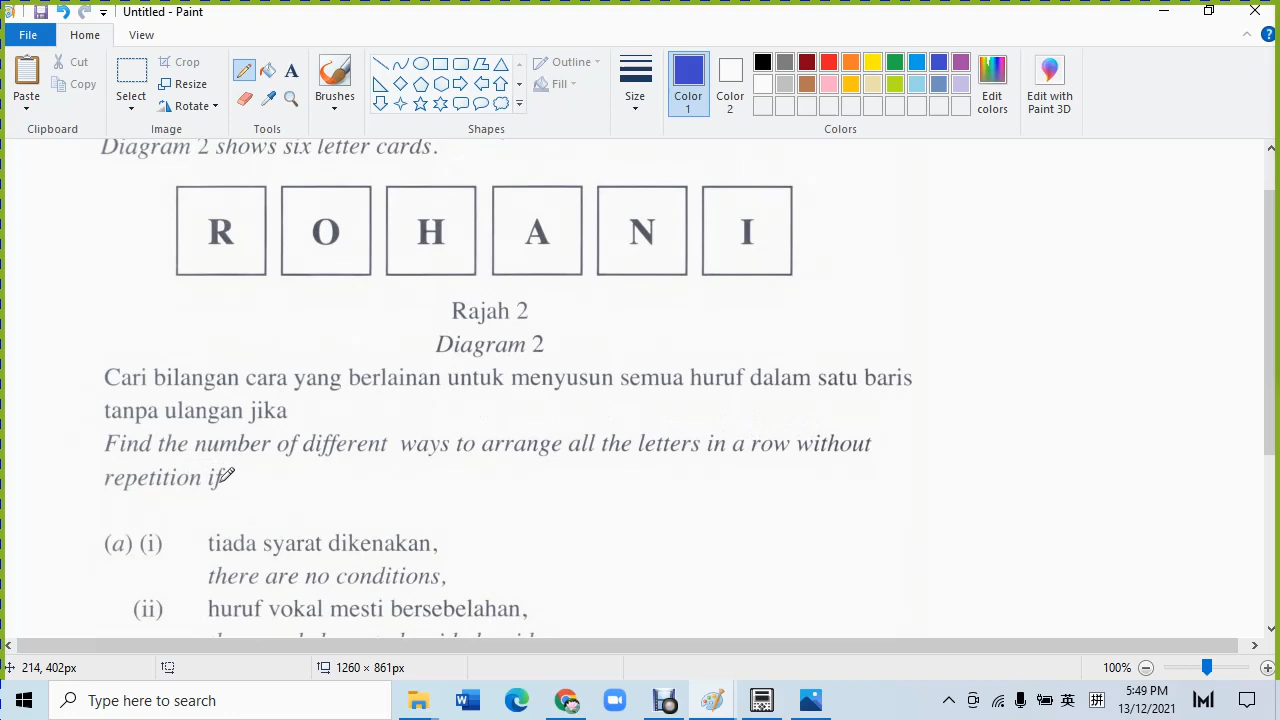 Untitled - Paint
File Home View
Paste Cut Copy Clipboard
Select Crop Resize Rotate Image
A Tools
Brushes
Outline Fill Shapes
Size
Color 1 Color 2 Edit colors Colors
Edit with Paint 3D
Diagram 2 shows six letter cards.
R O H A N I
Rajah 2
Diagram 2
Cari bilangan cara yang berlainan untuk menyusun semua huruf dalam satu baris
tanpa ulangan jika
Find the number of different ways to arrange all the letters in a row without
repetition if
(a) (i) tiada syarat dikenakan,
there are no conditions,
(ii) huruf vokal mesti bersebelahan,
214, 402px 1260 × 861px 100%
Type here to search 英 拼 5:49 PM
13/12/2021